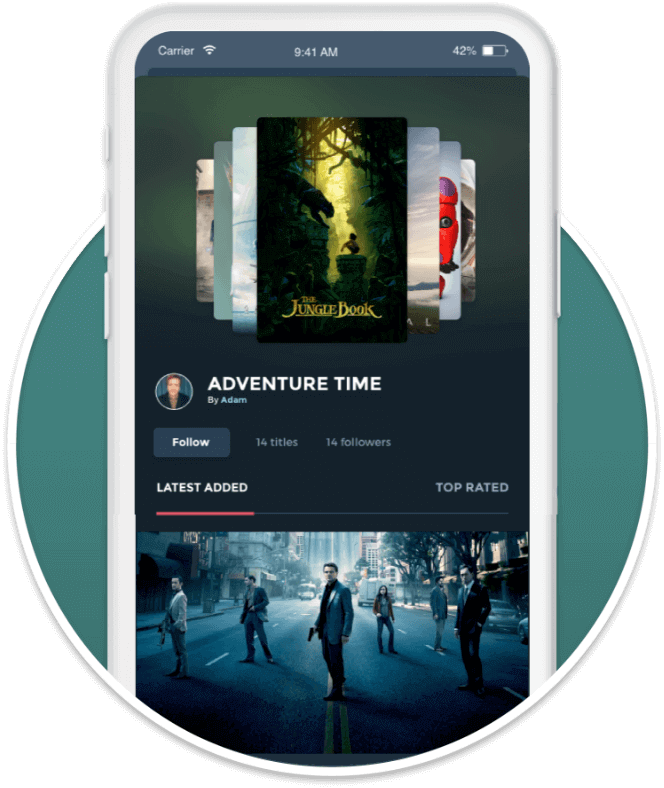 Carrier 9:41 AM 42%
THE
JUNGLE BOOK
A L
ADVENTURE TIME
By Adam
Follow 14 titles 14 followers
LATEST ADDED TOP RATED